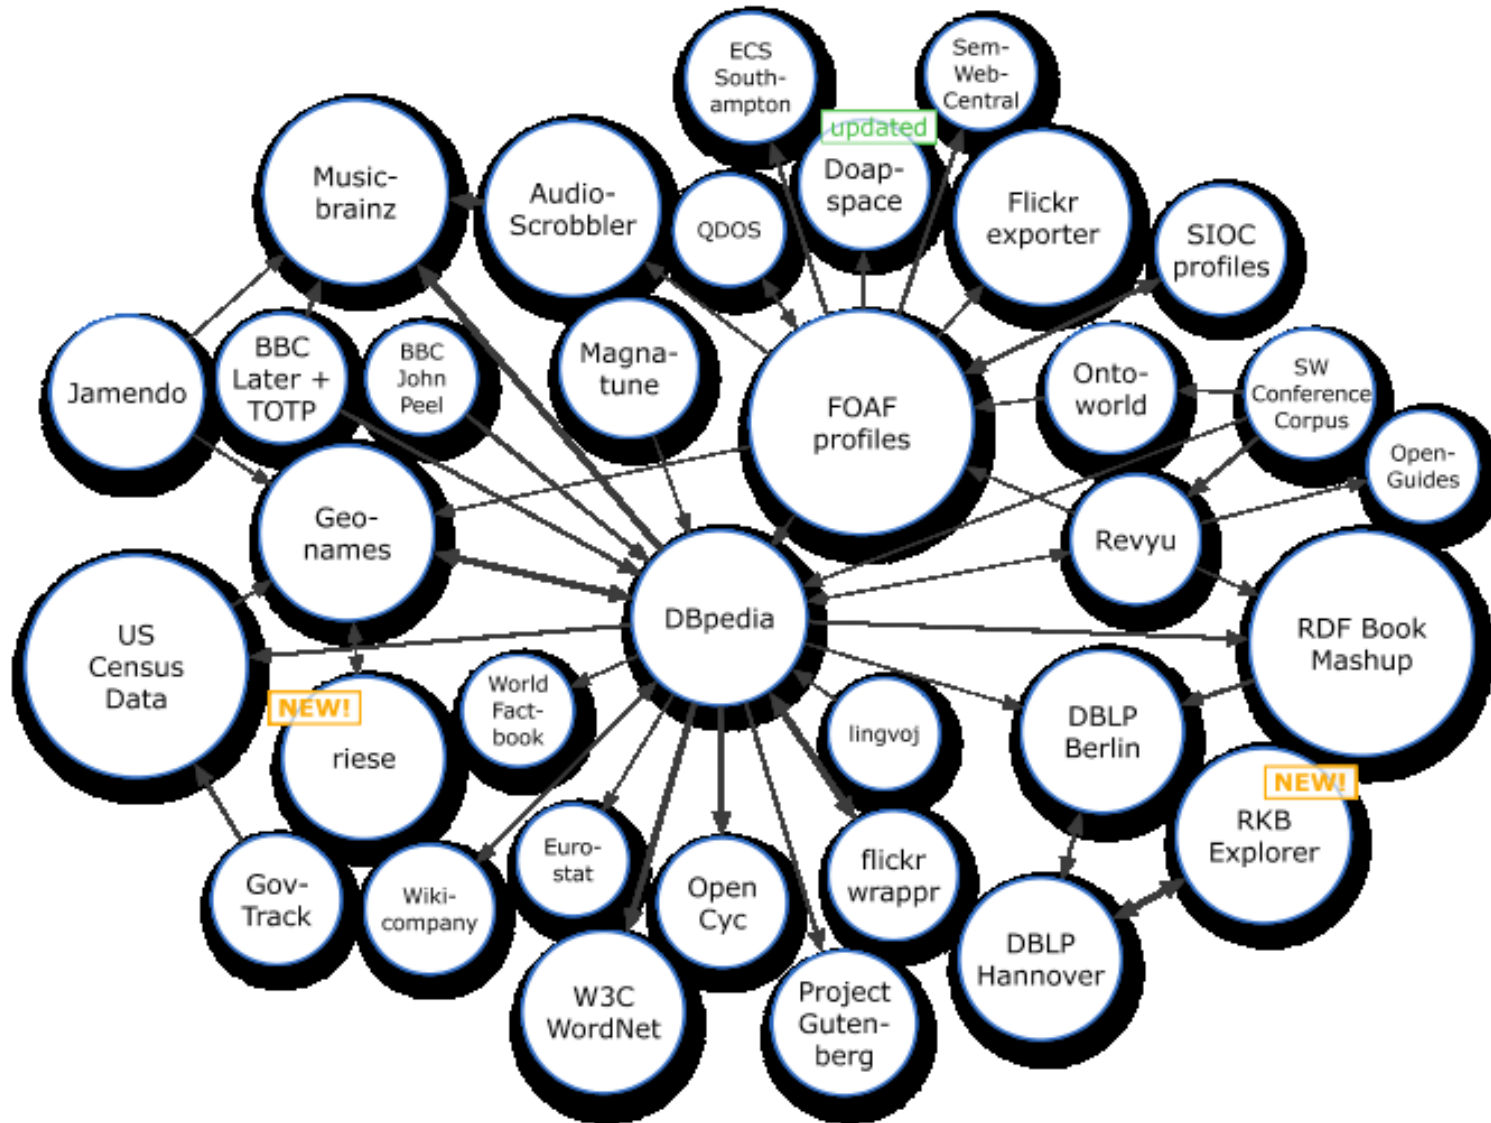 ECS
South-
ampton
Sem-
Web-
Central
updated
Doap-
space
Music-
brainz
Audio-
Scrobbler
QDOS
Flickr
exporter
SIOC
profiles
Jamendo
BBC
Later +
TOTP
BBC
John
Peel
Magna-
tune
FOAF
profiles
Onto-
world
SW
Conference
Corpus
Open-
Guides
Geo-
names
Revyu
DBpedia
US
Census
Data
RDF Book
Mashup
NEW!
riese
World
Fact-
book
lingvoj
DBLP
Berlin
NEW!
RKB
Explorer
Gov-
Track
Wiki-
company
Euro-
stat
Open
Cyc
flickr
wrappr
DBLP
Hannover
W3C
WordNet
Project
Guten-
berg